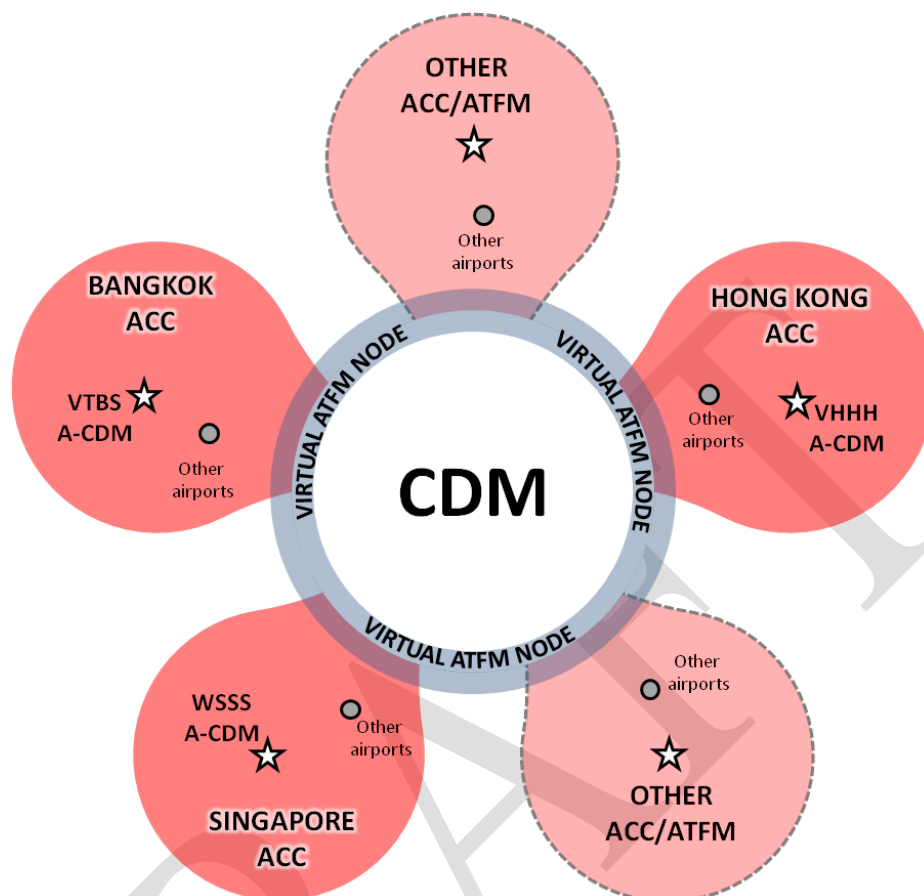 OTHER
ACC/ATFM
Other
airports
BANGKOK
ACC
VTBS
A-CDM
Other
airports
HONG KONG
ACC
Other
airports
VHHH
A-CDM
VIRTUAL ATFM NODE
VIRTUAL ATFM NODE
CDM
VIRTUAL ATFM NODE
WSSS
A-CDM
Other
airports
SINGAPORE
ACC
Other
airports
OTHER
ACC/ATFM
DRAFT